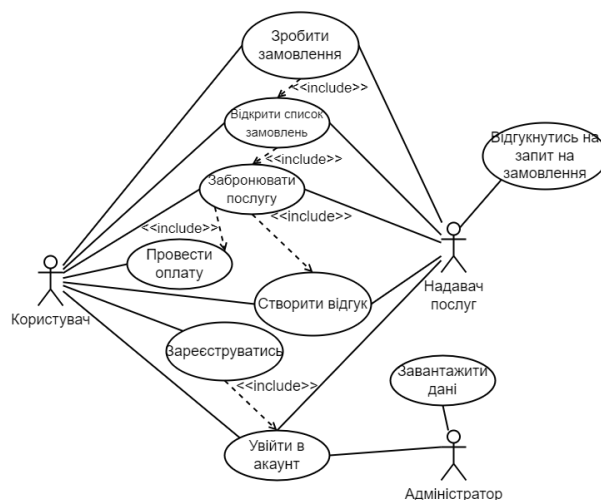 Зробити
замовлення
<<include>>
Відкрити список
замовлень
<<include>>
Відгукнутись на
запит на
замовлення
Забронювати
послугу
<<include>>
<<include>>
Провести
оплату
Користувач
Надавач
послуг
Створити відгук
Зареєструватись
<<include>>
Завантажити
дані
Увійти в
акаунт
Адміністратор